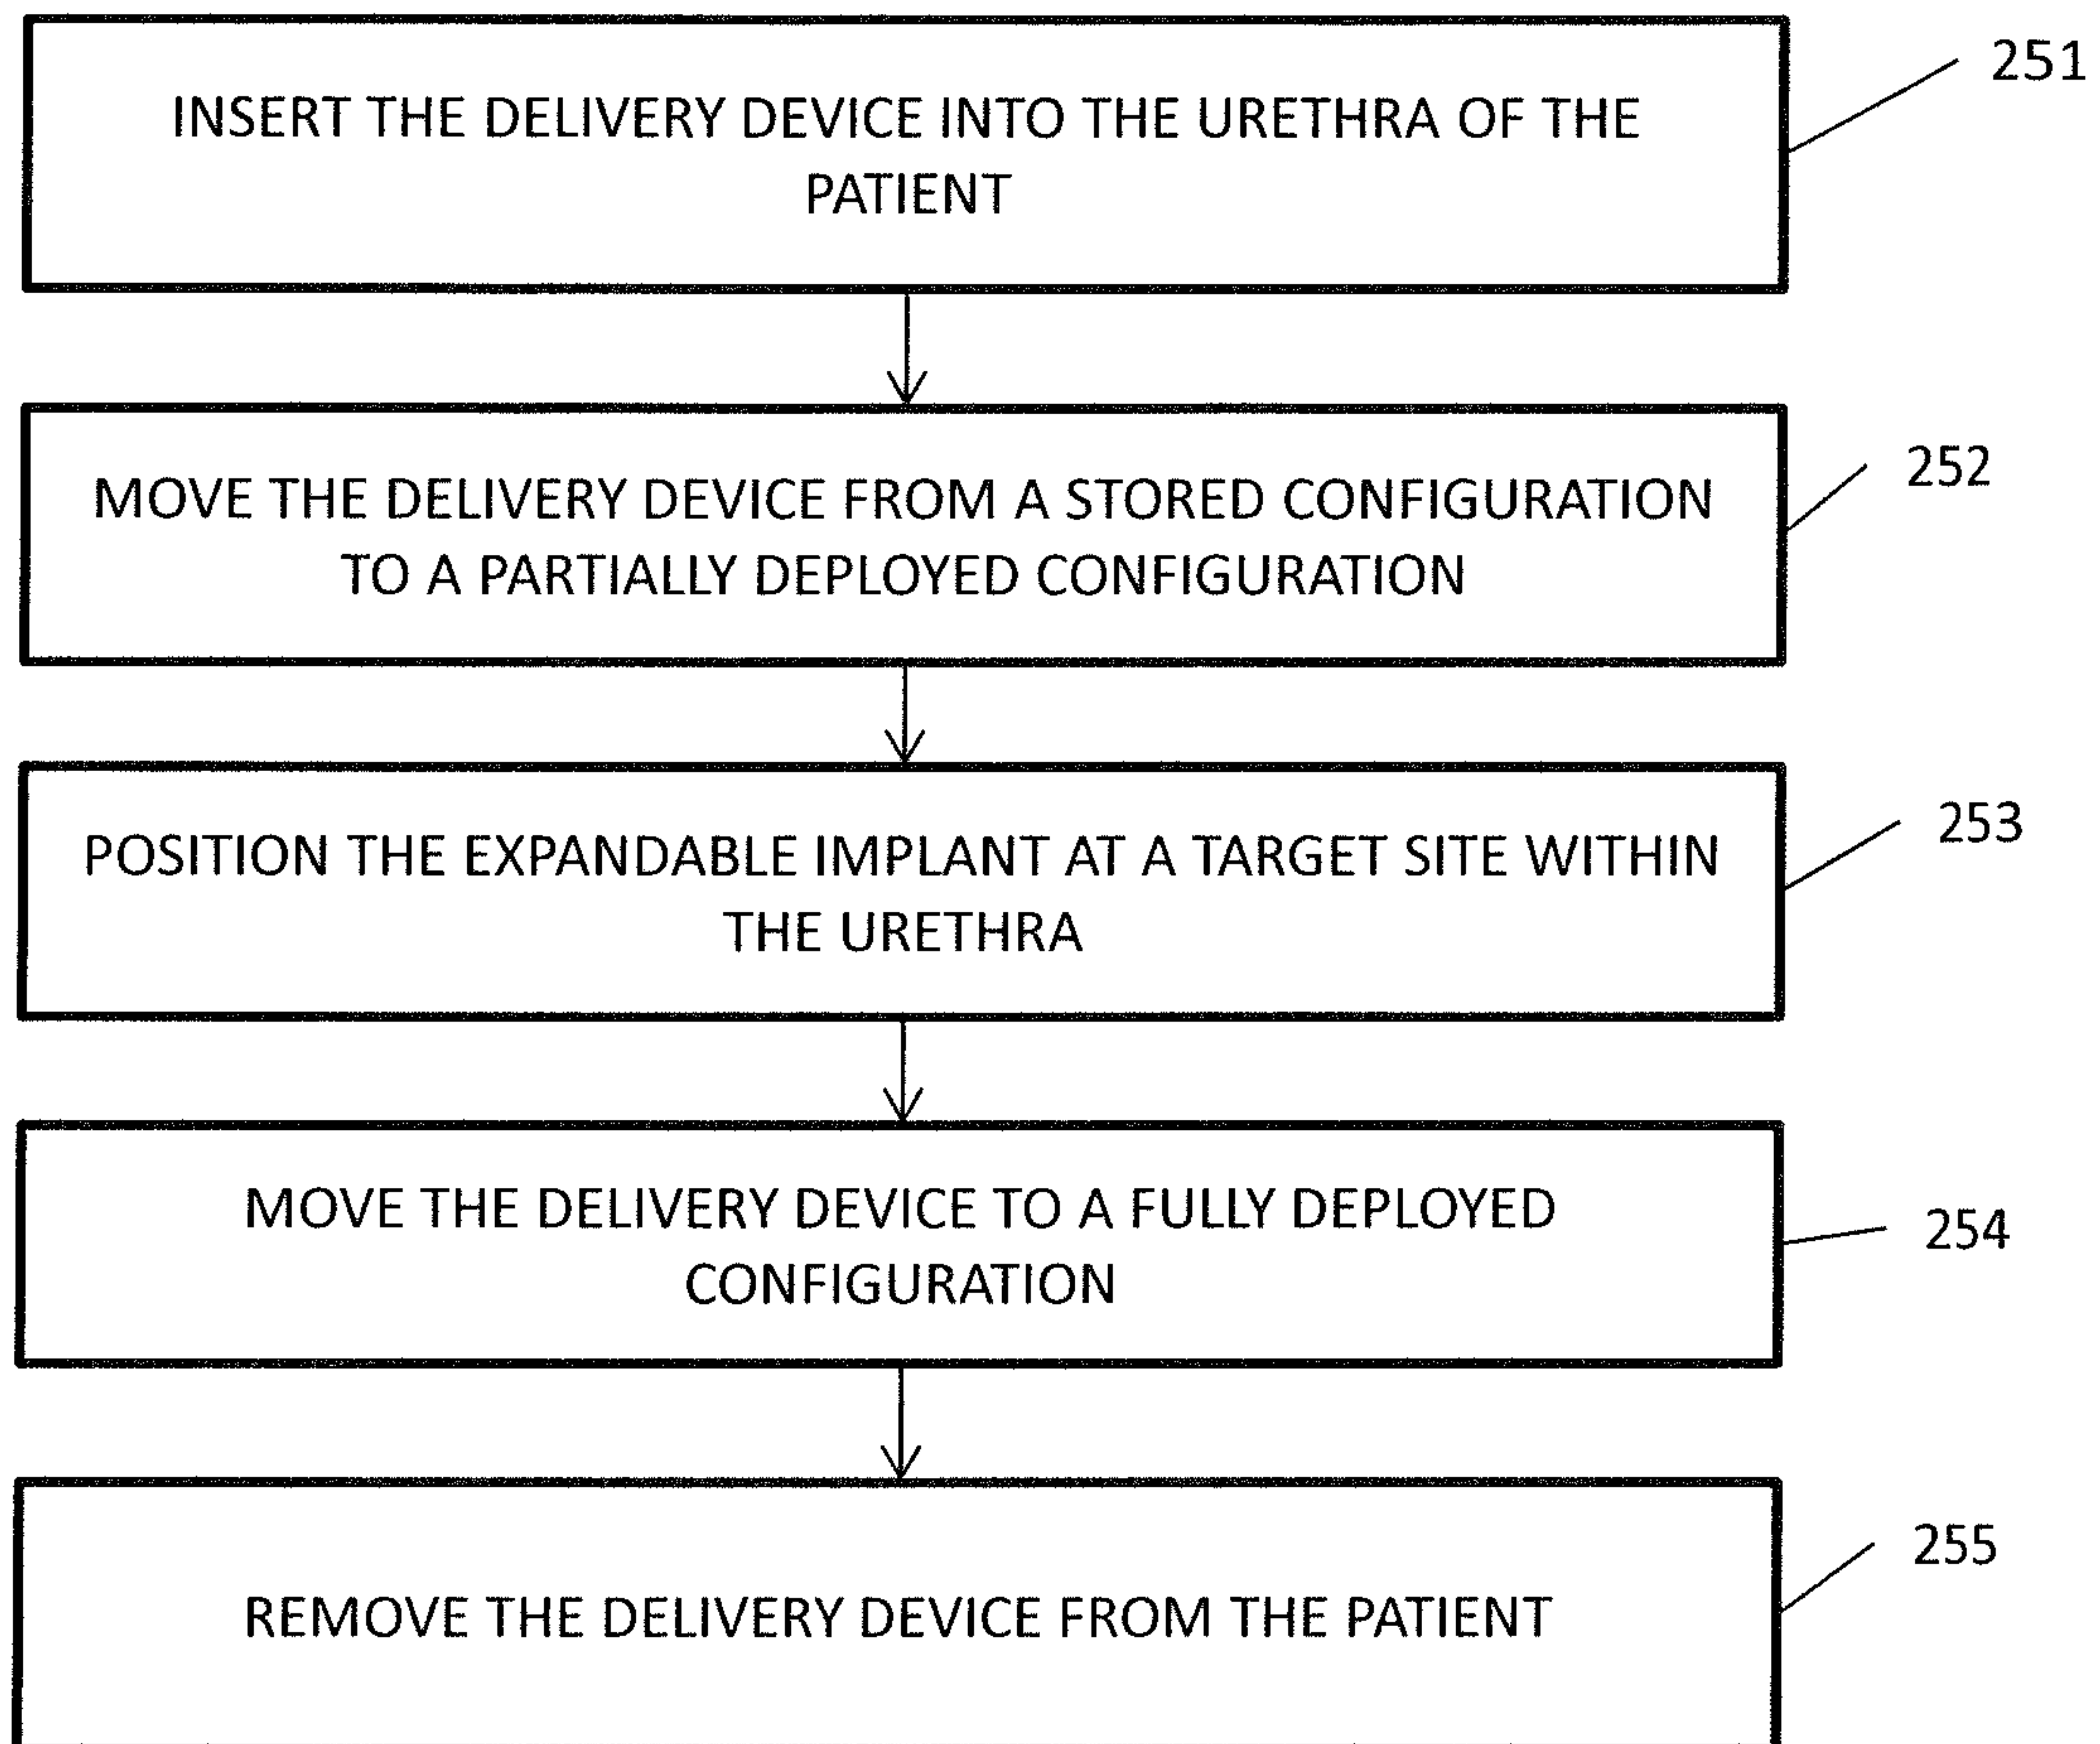 INSERT THE DELIVERY DEVICE INTO THE URETHRA OF THE
PATIENT
251
MOVE THE DELIVERY DEVICE FROM A STORED CONFIGURATION
TO A PARTIALLY DEPLOYED CONFIGURATION
252
POSITION THE EXPANDABLE IMPLANT AT A TARGET SITE WITHIN
THE URETHRA
253
MOVE THE DELIVERY DEVICE TO A FULLY DEPLOYED
CONFIGURATION
254
REMOVE THE DELIVERY DEVICE FROM THE PATIENT
255